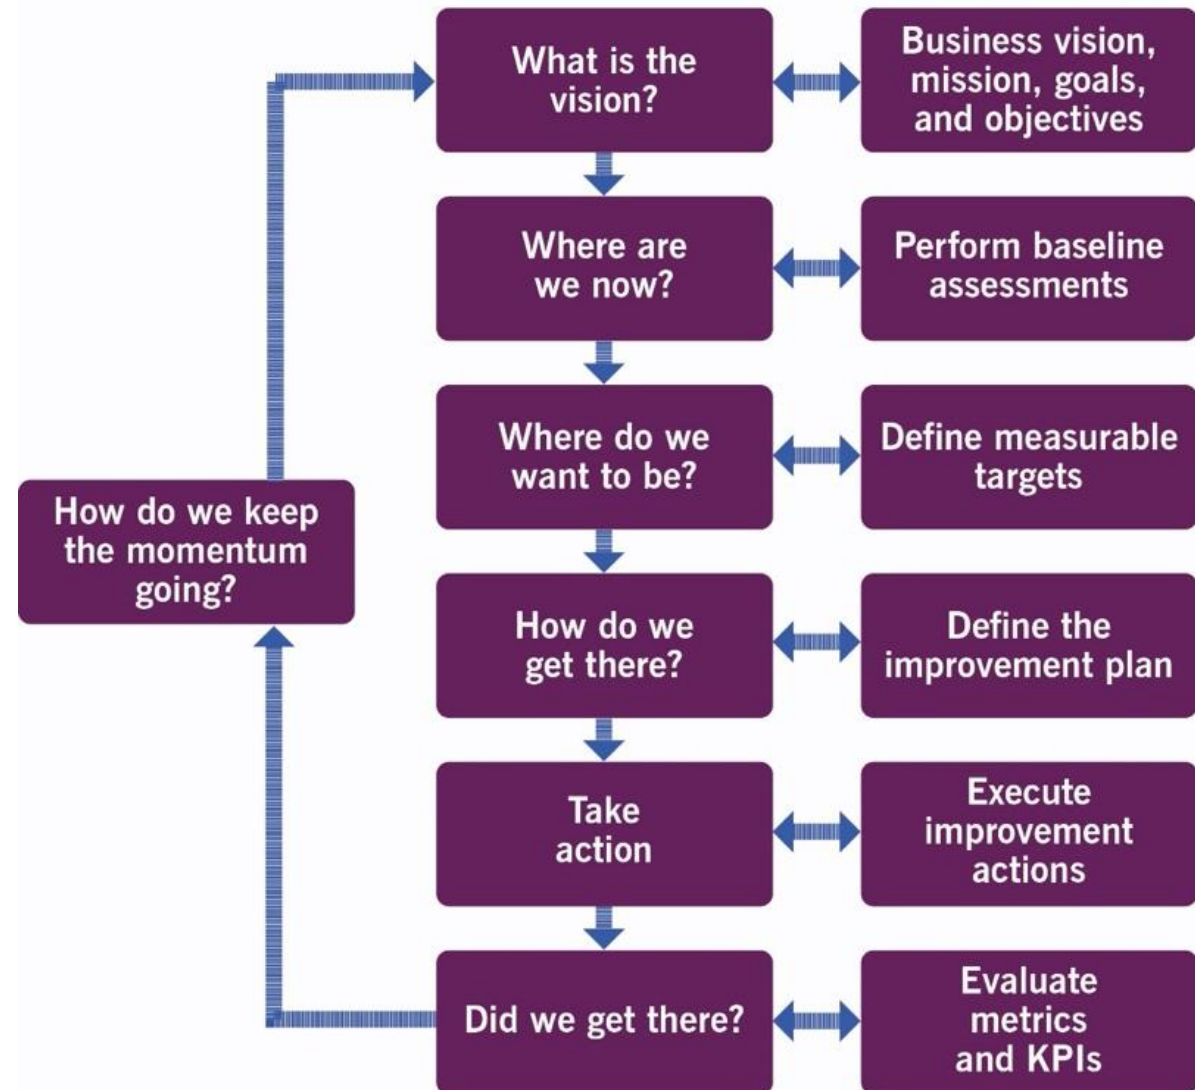 What is the
vision?
Business vision,
mission, goals,
and objectives
Where are
we now?
Perform baseline
assessments
Where do we
want to be?
Define measurable
targets
How do we keep
the momentum
going?
How do we
get there?
Define the
improvement plan
Take
action
Execute
improvement
actions
Did we get there?
Evaluate
metrics
and KPIs